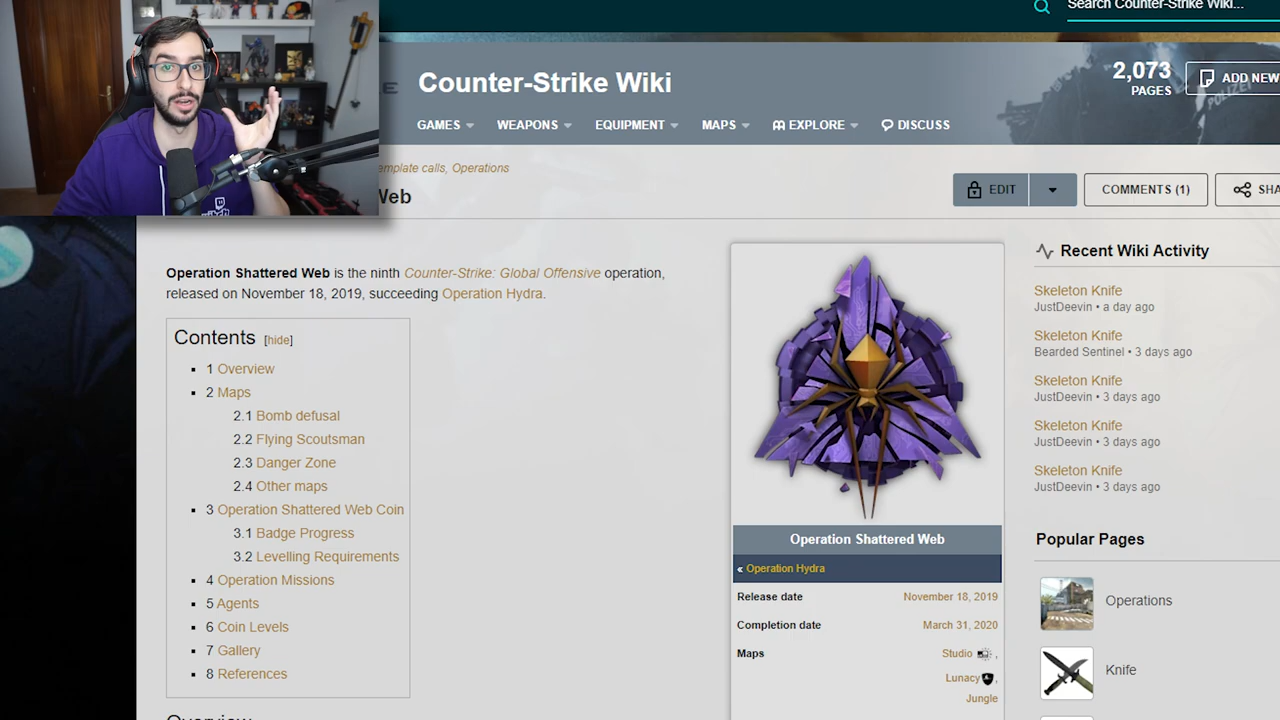 Search Counter-Strike Wiki...
Counter-Strike Wiki
2,073
PAGES
ADD NEW
GAMES
WEAPONS
EQUIPMENT
MAPS
EXPLORE
DISCUSS
emplate calls, Operations
Web
EDIT
COMMENTS (1)
SHA
Operation Shattered Web is the ninth Counter-Strike: Global Offensive operation,
released on November 18, 2019, succeeding Operation Hydra.
Contents [hide]
1 Overview
2 Maps
2.1 Bomb defusal
2.2 Flying Scoutsman
2.3 Danger Zone
2.4 Other maps
3 Operation Shattered Web Coin
3.1 Badge Progress
3.2 Levelling Requirements
4 Operation Missions
5 Agents
6 Coin Levels
7 Gallery
8 References
Overview
Operation Shattered Web
« Operation Hydra
Release date November 18, 2019
Completion date March 31, 2020
Maps Studio ,
Lunacy ,
Jungle
Recent Wiki Activity
Skeleton Knife
JustDeevin • a day ago
Skeleton Knife
Bearded Sentinel • 3 days ago
Skeleton Knife
JustDeevin • 3 days ago
Skeleton Knife
JustDeevin • 3 days ago
Skeleton Knife
JustDeevin • 3 days ago
Popular Pages
Operations
Knife
POLIZEI